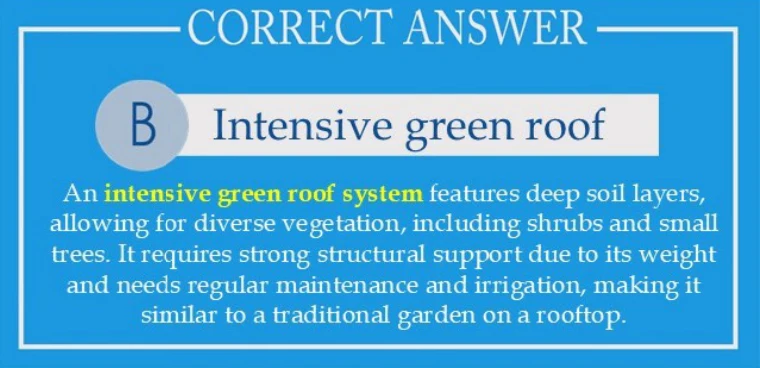 CORRECT ANSWER
B Intensive green roof
An intensive green roof system features deep soil layers,
allowing for diverse vegetation, including shrubs and small
trees. It requires strong structural support due to its weight
and needs regular maintenance and irrigation, making it
similar to a traditional garden on a rooftop.